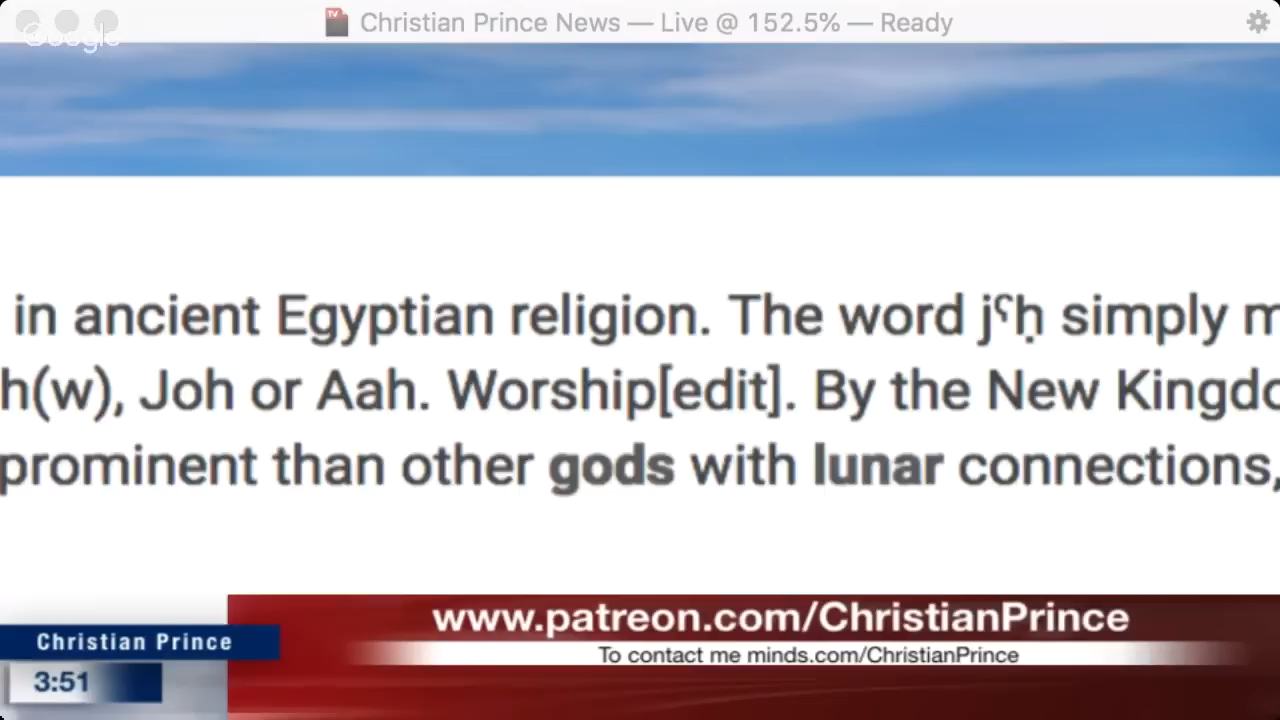 Christian Prince News — Live @ 152.5% — Ready
Google
in ancient Egyptian religion. The word jꜥḥ simply m
h(w), Joh or Aah. Worship[edit]. By the New Kingdo
prominent than other gods with lunar connections,
www.patreon.com/ChristianPrince
Christian Prince
To contact me minds.com/ChristianPrince
3:51